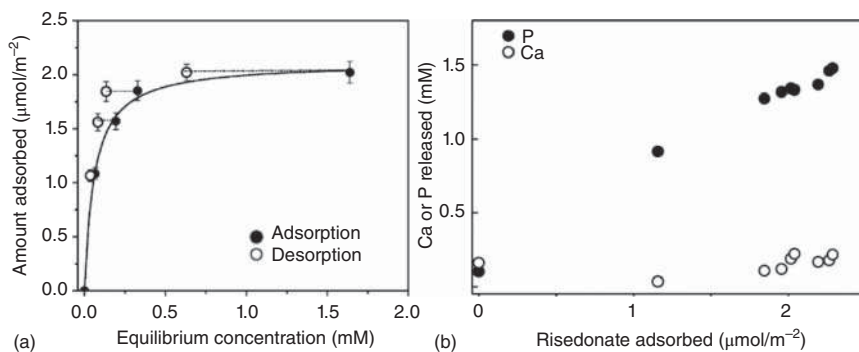 Amount adsorbed (µmol/m⁻²)
2.5
2.0
1.5
1.0
0.5
0.0
Adsorption
Desorption
0.0 0.5 1.0 1.5 2.0
Equilibrium concentration (mM)
(a)
Ca or P released (mM)
P
Ca
1.5
1.0
0.5
0 1 2
Risedonate adsorbed (µmol/m⁻²)
(b)